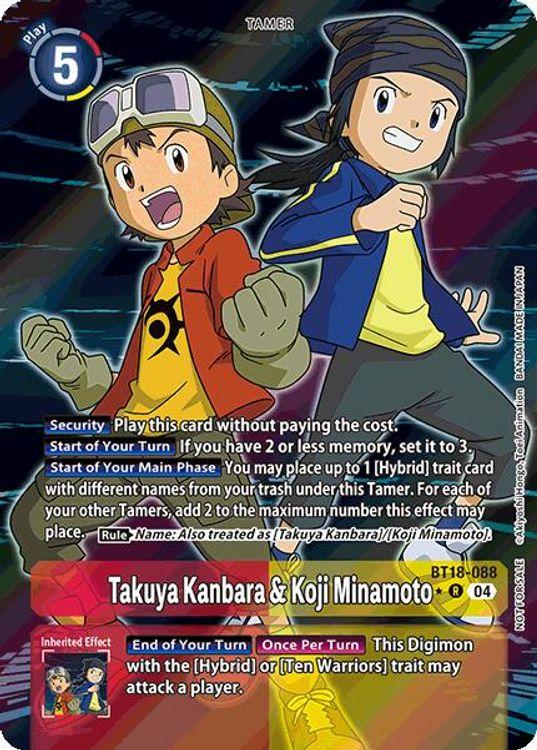 TAMER
Play
5
Security Play this card without paying the cost.
Start of Your Turn If you have 2 or less memory, set it to 3.
Start of Your Main Phase You may place up to 1 [Hybrid] trait card
with different names from your trash under this Tamer. For each of
your other Tamers, add 2 to the maximum number this effect may
place. Rule Name: Also treated as [Takuya Kanbara]/[Koji Minamoto].
BT18-088
Takuya Kanbara & Koji Minamoto R 04
Inherited Effect
End of Your Turn Once Per Turn This Digimon
with the [Hybrid] or [Ten Warriors] trait may
attack a player.
©Akiyoshi Hongo, Toei Animation BANDAI MADE IN JAPAN
NOT FOR SALE